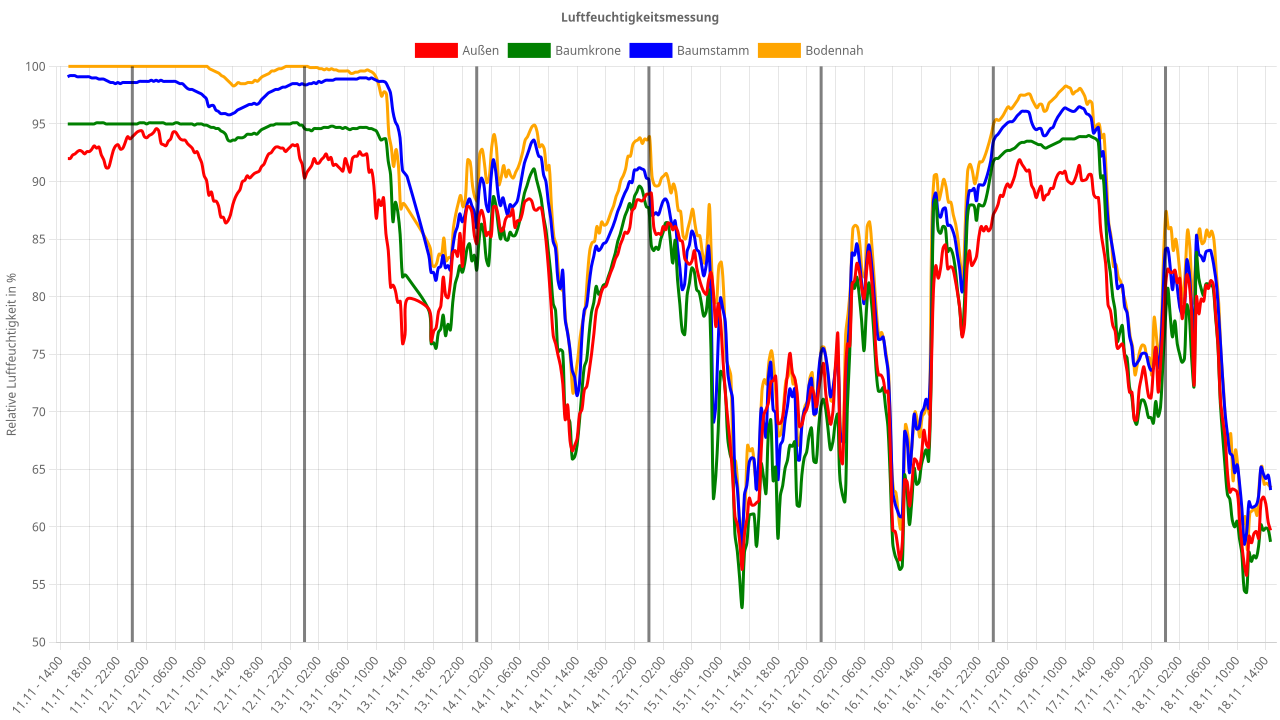 Luftfeuchtigkeitsmessung
Außen Baumkrone Baumstamm Bodennah
Relative Luftfeuchtigkeit in %
100
95
90
85
80
75
70
65
60
55
50
11.11 - 14:00
11.11 - 18:00
11.11 - 22:00
12.11 - 02:00
12.11 - 06:00
12.11 - 10:00
12.11 - 14:00
12.11 - 18:00
12.11 - 22:00
13.11 - 02:00
13.11 - 06:00
13.11 - 10:00
13.11 - 14:00
13.11 - 18:00
13.11 - 22:00
14.11 - 02:00
14.11 - 06:00
14.11 - 10:00
14.11 - 14:00
14.11 - 18:00
14.11 - 22:00
15.11 - 02:00
15.11 - 06:00
15.11 - 10:00
15.11 - 14:00
15.11 - 18:00
15.11 - 22:00
16.11 - 02:00
16.11 - 06:00
16.11 - 10:00
16.11 - 14:00
16.11 - 18:00
16.11 - 22:00
17.11 - 02:00
17.11 - 06:00
17.11 - 10:00
17.11 - 14:00
17.11 - 18:00
17.11 - 22:00
18.11 - 02:00
18.11 - 06:00
18.11 - 10:00
18.11 - 14:00